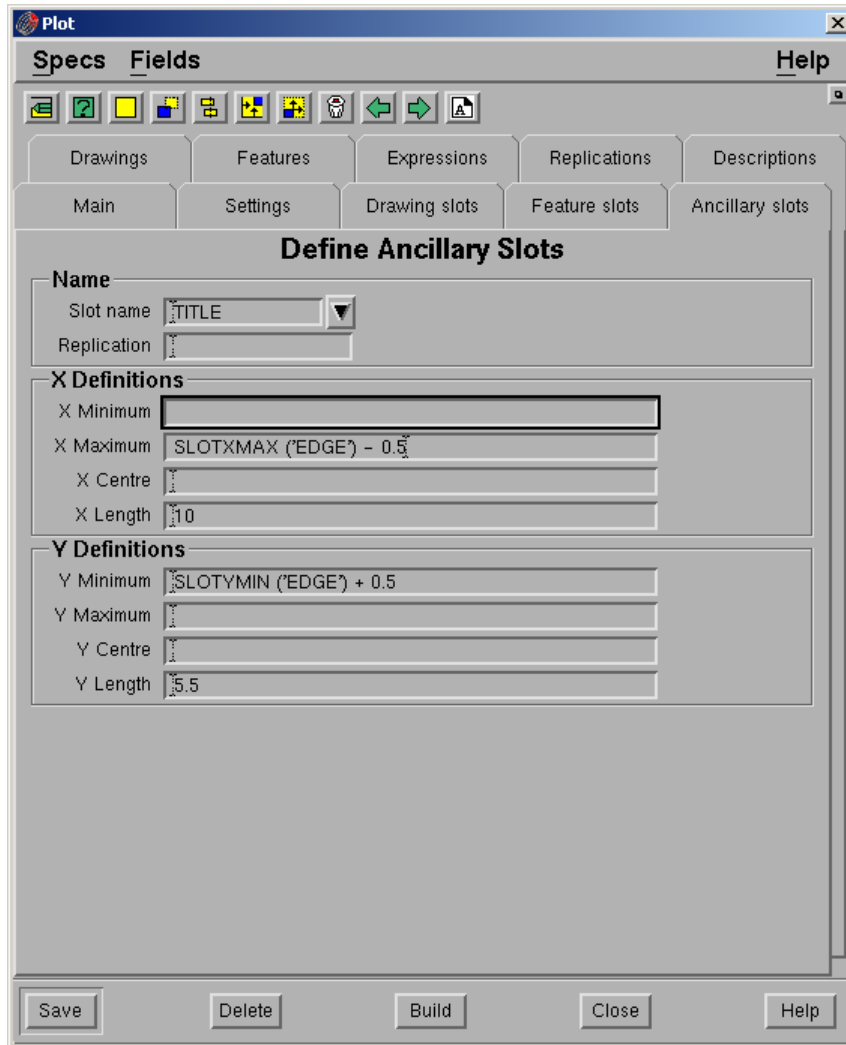 Plot
Specs Fields Help
Drawings Features Expressions Replications Descriptions
Main Settings Drawing slots Feature slots Ancillary slots
Define Ancillary Slots
Name
Slot name TITLE
Replication
X Definitions
X Minimum
X Maximum SLOTXMAX ('EDGE') - 0.5
X Centre
X Length 10
Y Definitions
Y Minimum SLOTYMIN ('EDGE') + 0.5
Y Maximum
Y Centre
Y Length 5.5
Save Delete Build Close Help